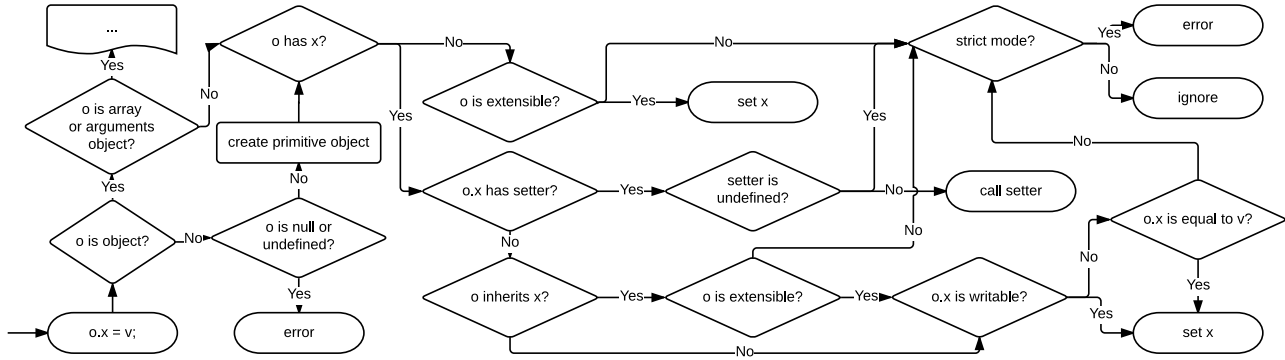 ...
Yes
o is array
or arguments
object?
No
Yes
o is object?
No
o.x = v;
o has x?
create primitive object
No
o is null or
undefined?
Yes
error
No
Yes
o is extensible?
No
Yes
set x
o.x has setter?
Yes
setter is
undefined?
Yes
No
call setter
No
o inherits x?
Yes
o is extensible?
No
Yes
o.x is writable?
No
No
Yes
strict mode?
Yes
error
No
ignore
No
o.x is equal to v?
Yes
set x